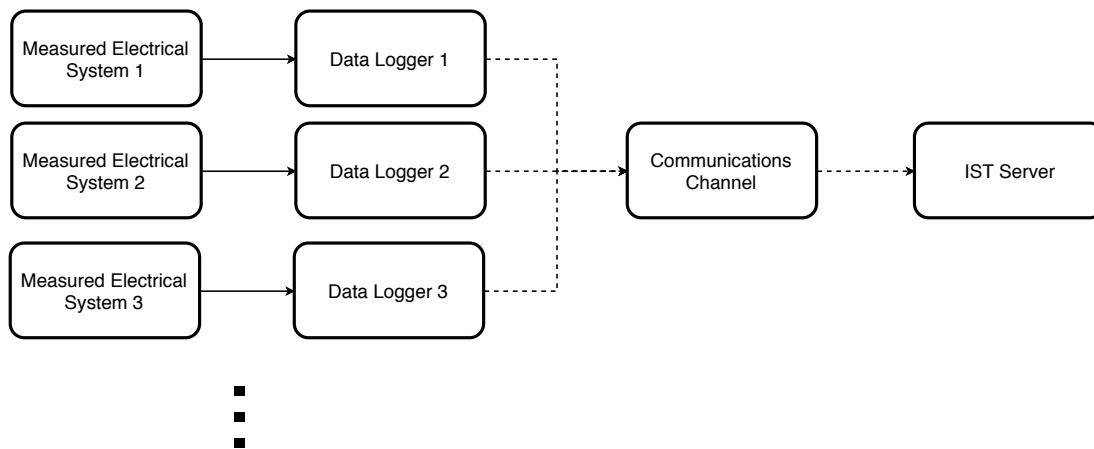 Measured Electrical
System 1
Data Logger 1
Measured Electrical
System 2
Data Logger 2
Communications
Channel
IST Server
Measured Electrical
System 3
Data Logger 3